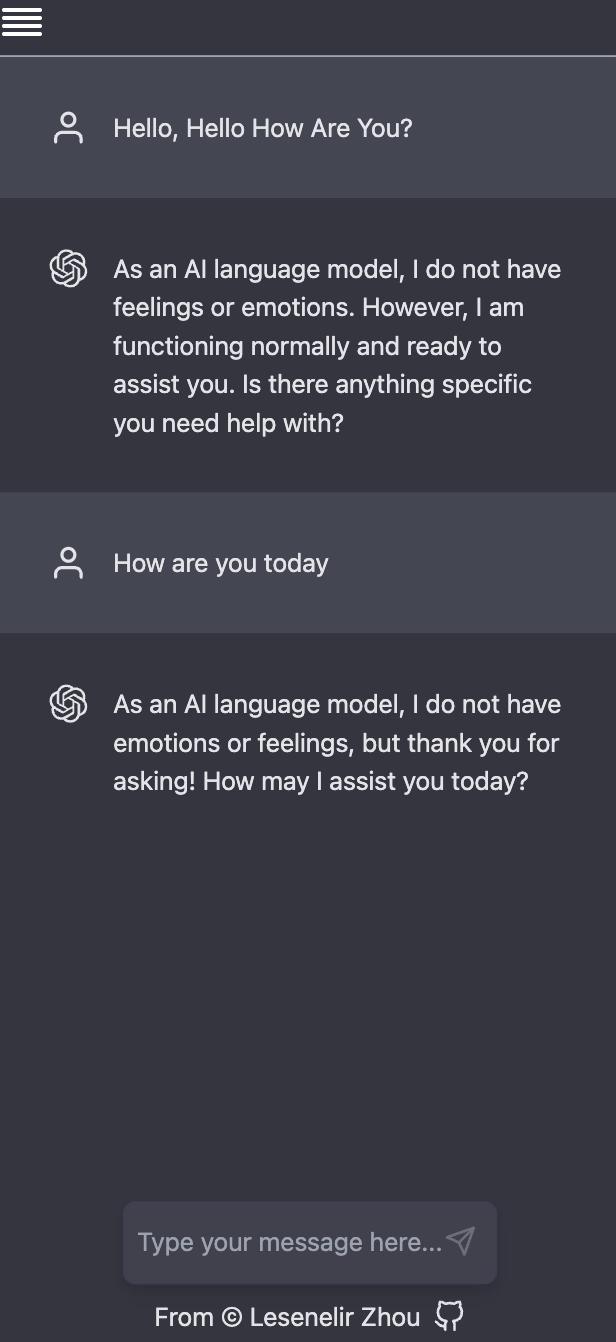 Hello, Hello How Are You?
As an AI language model, I do not have
feelings or emotions. However, I am
functioning normally and ready to
assist you. Is there anything specific
you need help with?
How are you today
As an AI language model, I do not have
emotions or feelings, but thank you for
asking! How may I assist you today?
Type your message here...
From © Lesenelir Zhou